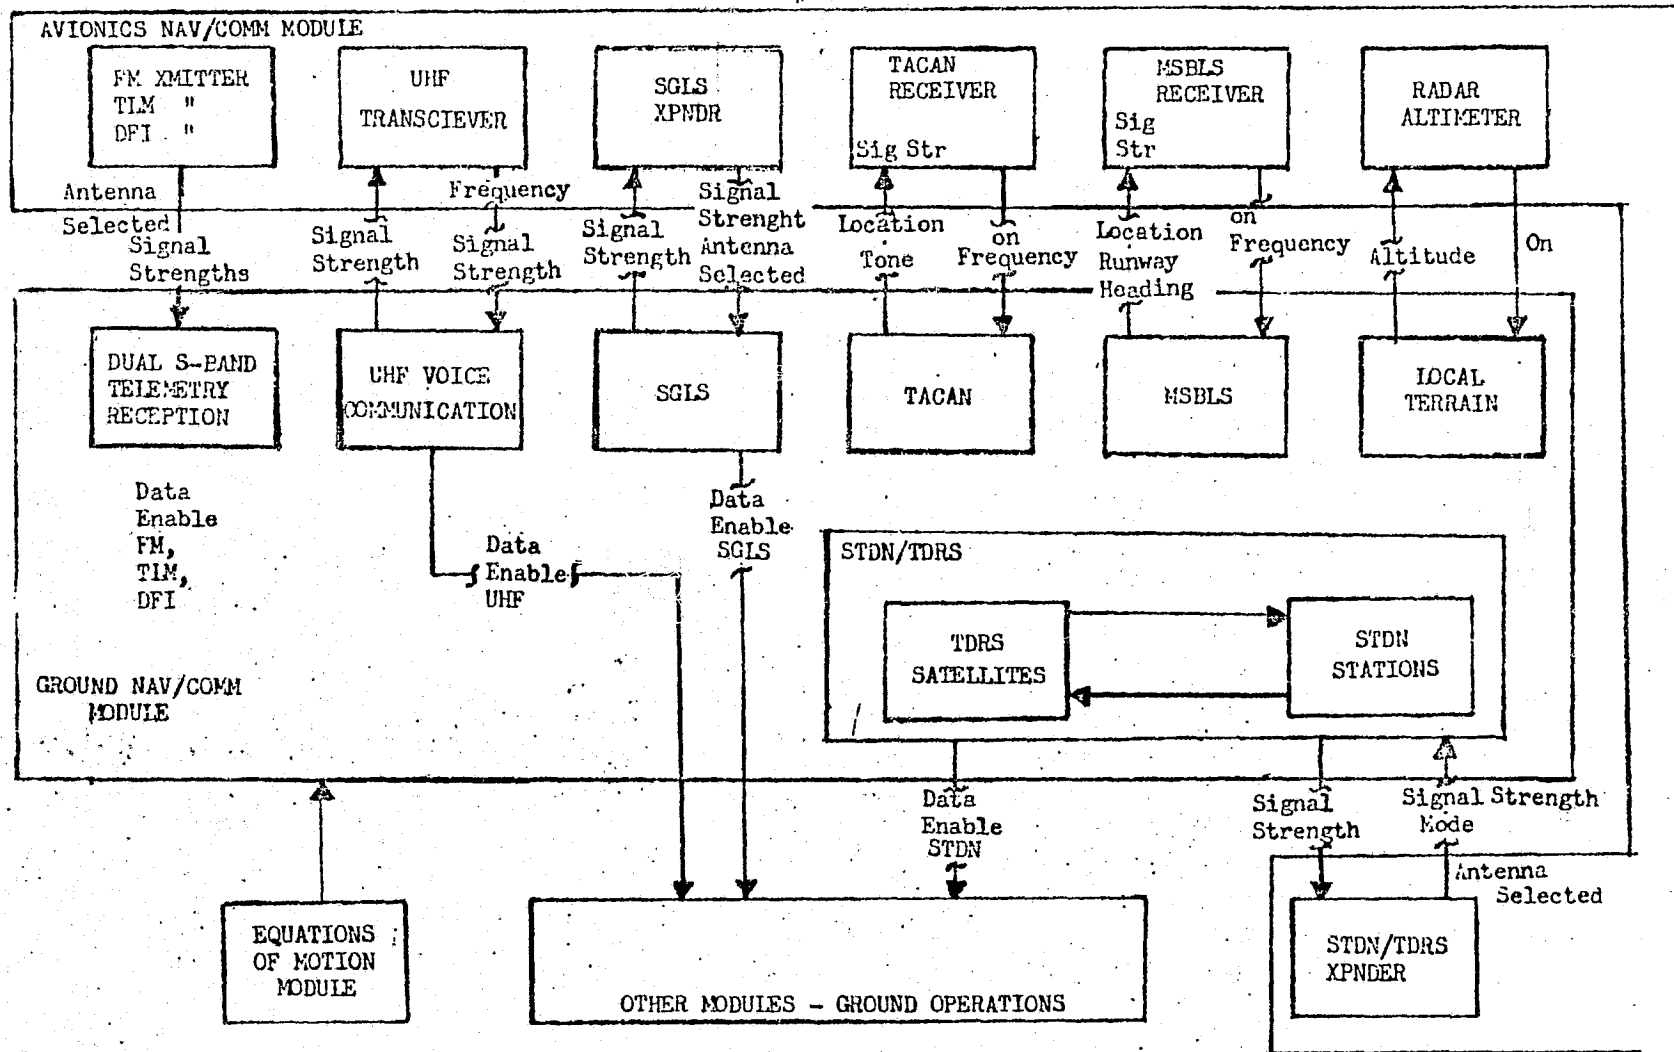 AVIONICS NAV/COMM MODULE
FM XMITTER
TLM "
DFI "
UHF
TRANSCIEVER
SGLS
XPNDR
TACAN
RECEIVER
Sig Str
MSBLS
RECEIVER
Sig
Str
RADAR
ALTIMETER
Antenna
Selected
Signal
Strengths
Signal
Strength
Frequency
Signal
Strength
Signal
Strength
Signal
Strenght
Antenna
Selected
Location
Tone
on
Frequency
Location
Runway
Heading
on
Frequency
Altitude
On
DUAL S-BAND
TELEMETRY
RECEPTION
UHF VOICE
COMMUNICATION
SGLS
TACAN
MSBLS
LOCAL
TERRAIN
Data
Enable
FM,
TIM,
DFI
Data
Enable
UHF
Data
Enable
SGLS
STDN/TDRS
TDRS
SATELLITES
STDN
STATIONS
GROUND NAV/COMM
MODULE
Data
Enable
STDN
Signal
Strength
Signal Strength
Mode
Antenna
Selected
EQUATIONS
OF MOTION
MODULE
OTHER MODULES - GROUND OPERATIONS
STDN/TDRS
XPNDER